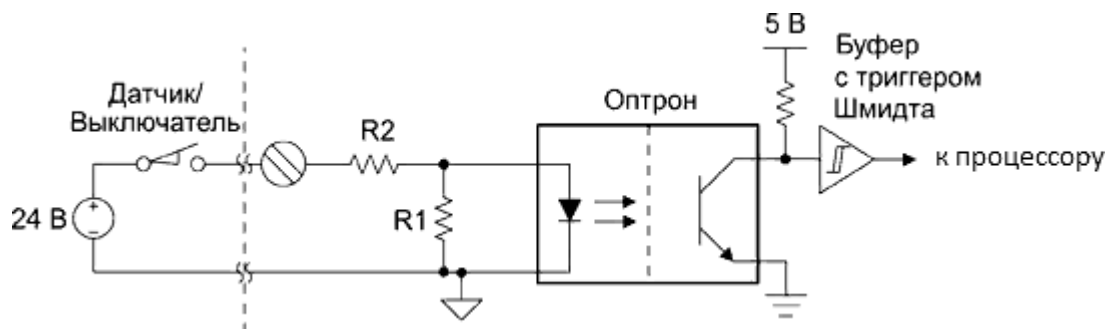 5 В
Буфер
с триггером
Шмидта
Датчик/
Выключатель
Оптрон
R2
к процессору
24 В
R1